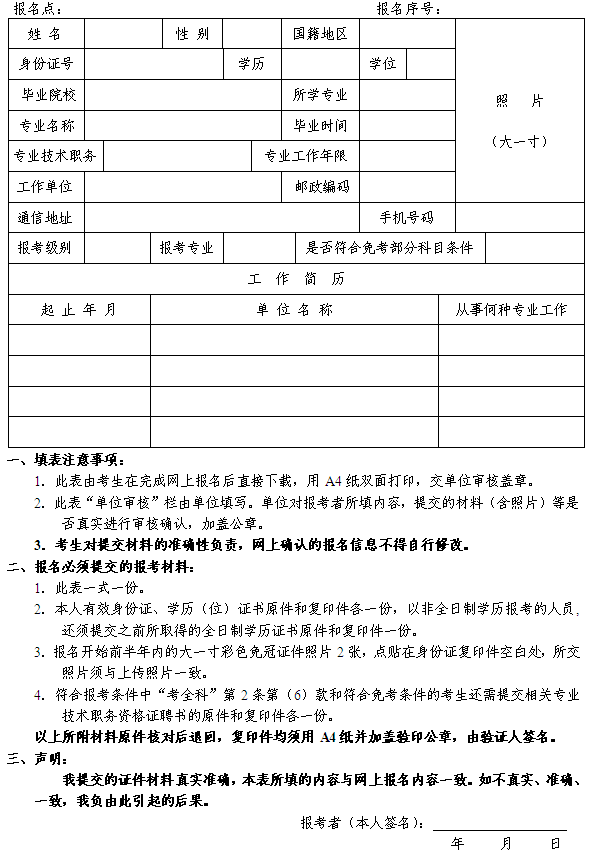 报名点： 报名序号：
姓 名 性 别 国籍地区
身份证号 学历 学位
照 片
毕业院校 所学专业
专业名称 毕业时间
（大一寸）
专业技术职务 专业工作年限
工作单位 邮政编码
通信地址 手机号码
报考级别 报考专业 是否符合免考部分科目条件
工 作 简 历
起 止 年 月 单 位 名 称 从事何种专业工作
一、填表注意事项：
1. 此表由考生在完成网上报名后直接下载，用 A4 纸双面打印，交单位审核盖章。
2. 此表“单位审核”栏由单位填写。单位对报考者所填内容，提交的材料（含照片）等是
否真实进行审核确认，加盖公章。
3. 考生对提交材料的准确性负责，网上确认的报名信息不得自行修改。
二、报名必须提交的报考材料：
1. 此表一式一份。
2. 本人有效身份证、学历（位）证书原件和复印件各一份，以非全日制学历报考的人员，
还须提交之前所取得的全日制学历证书原件和复印件一份。
3. 报名开始前半年内的大一寸彩色免冠证件照片 2 张，点贴在身份证复印件空白处，所交
照片须与上传照片一致。
4. 符合报考条件中“考全科”第 2 条第（6）款和符合免考条件的考生还需提交相关专业
技术职务资格证聘书的原件和复印件各一份。
以上所附材料原件核对后退回，复印件均须用 A4 纸并加盖验印公章，由验证人签名。
三、声明：
我提交的证件材料真实准确，本表所填的内容与网上报名内容一致。如不真实、准确、
一致，我负由此引起的后果。
报考者（本人签名）：
年 月 日